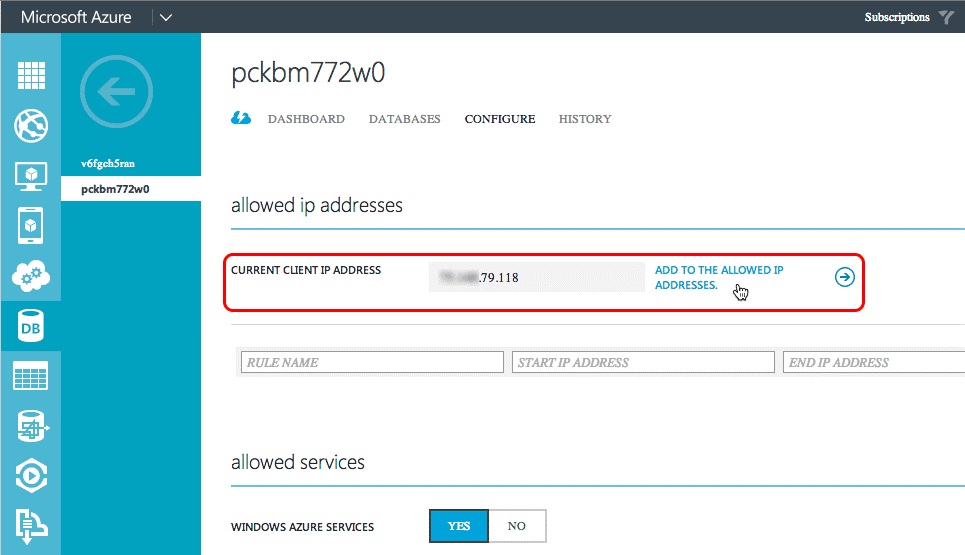 Microsoft Azure
Subscriptions
pckbm772w0
DASHBOARD DATABASES CONFIGURE HISTORY
v6fgch5ran
pckbm772w0
allowed ip addresses
CURRENT CLIENT IP ADDRESS
.79.118
ADD TO THE ALLOWED IP
ADDRESSES.
DB
RULE NAME START IP ADDRESS END IP ADDRESS
allowed services
WINDOWS AZURE SERVICES YES NO